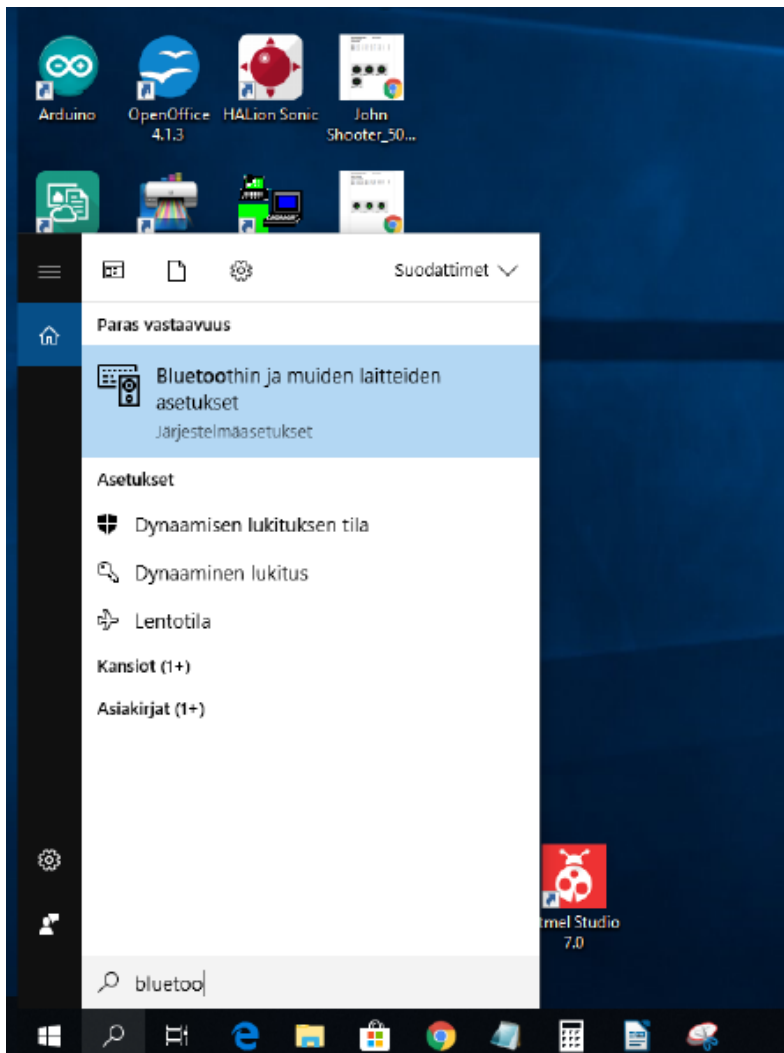 Arduino
OpenOffice
4.1.3
HALion Sonic
John
Shooter_50...
Suodattimet
Paras vastaavuus
Bluetoothin ja muiden laitteiden
asetukset
Järjestelmäasetukset
Asetukset
Dynaamisen lukituksen tila
Dynaaminen lukitus
Lentotila
Kansiot (1+)
Asiakirjat (1+)
tmel Studio
7.0
bluetoo